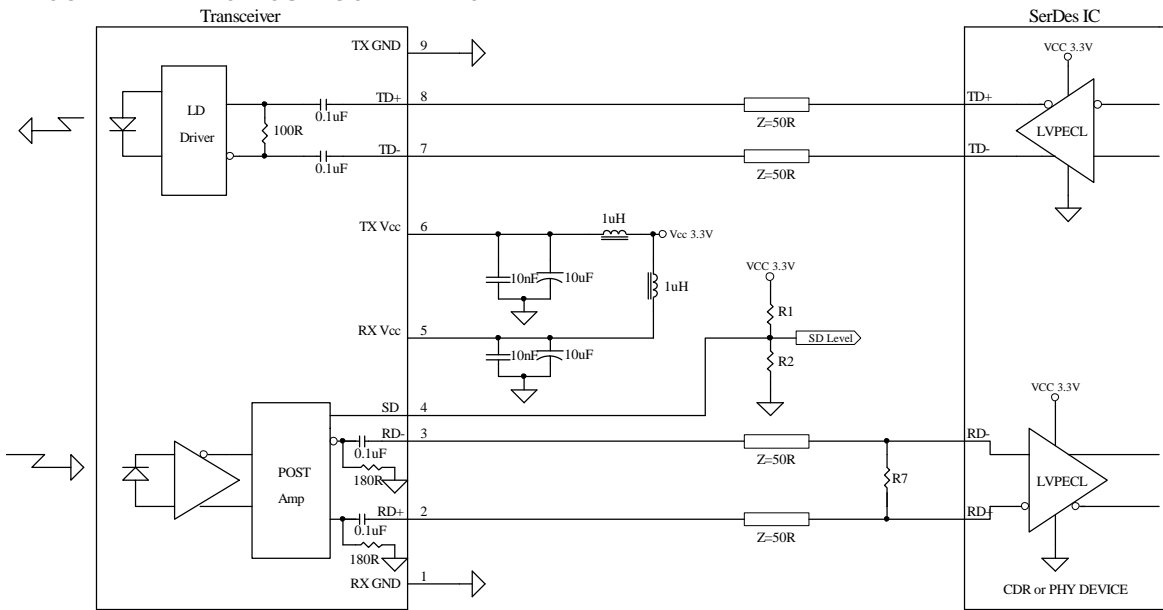 Transceiver
SerDes IC
TX GND
9
VCC 3.3V
LD
Driver
100R
0.1uF
0.1uF
TD+
8
Z=50R
TD+
LVPECL
TD-
7
Z=50R
TD-
TX Vcc
6
1uH
Vcc 3.3V
10nF
10uF
1uH
VCC 3.3V
R1
SD Level
R2
RX Vcc
5
10nF
10uF
VCC 3.3V
SD
4
POST
Amp
RD-
3
0.1uF
180R
Z=50R
RD-
R7
LVPECL
RD+
2
0.1uF
180R
Z=50R
RD+
RX GND
1
CDR or PHY DEVICE